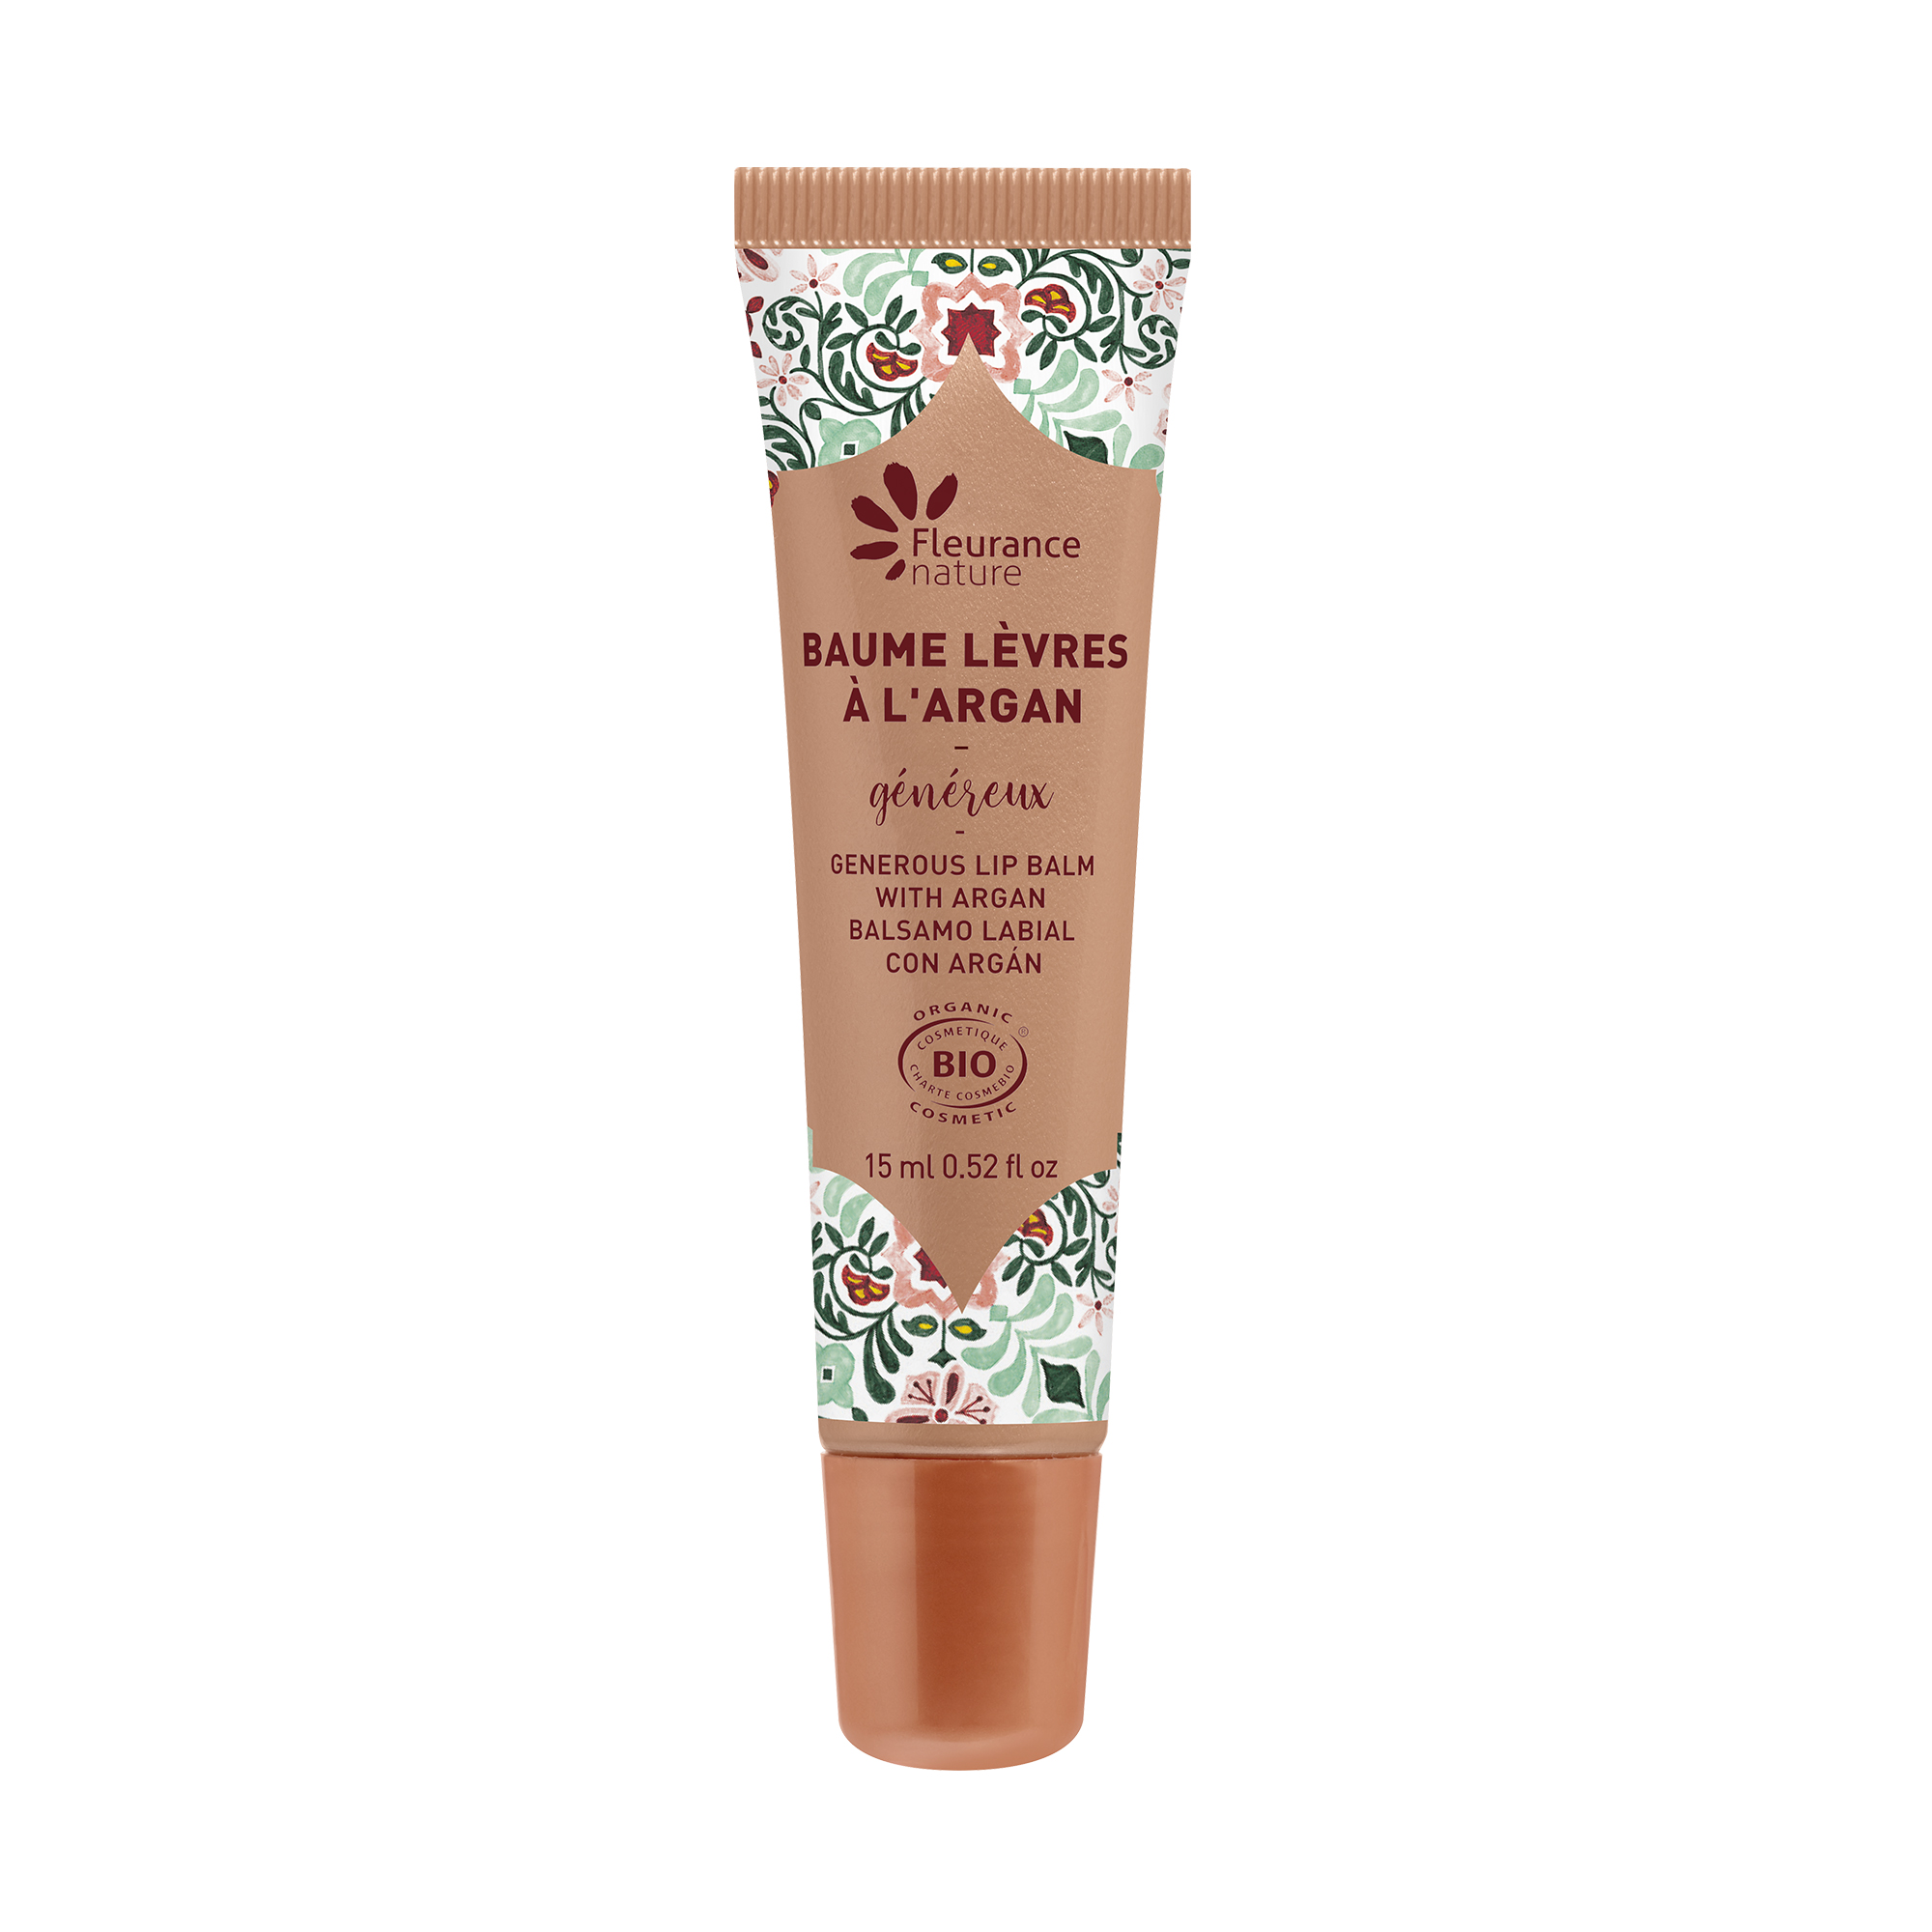 Fleurance
nature
BAUME LÈVRES
À L'ARGAN
-
généreux
-
GENEROUS LIP BALM
WITH ARGAN
BALSAMO LABIAL
CON ARGÁN
ORGANIC
COSMETIQUE
®
BIO
CHARTE COSMEBIO
COSMETIC
15 ml 0.52 fl oz